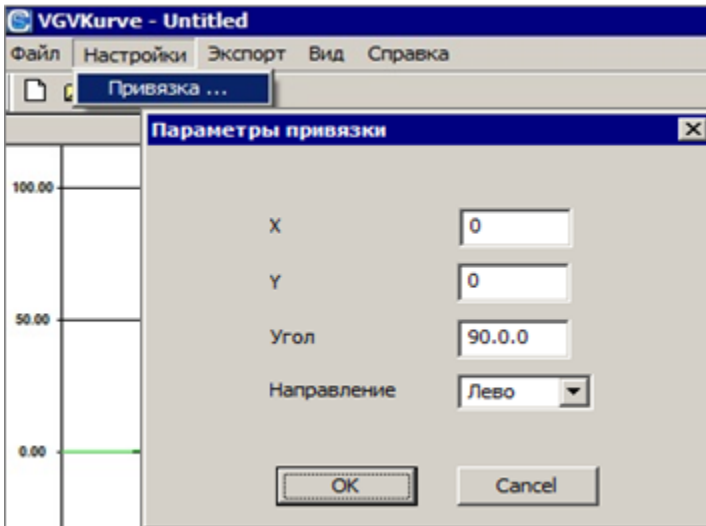 VGVKurve - Untitled
Файл Настройки Экспорт Вид Справка
Привязка ...
Параметры привязки
100.00
X 0
Y 0
50.00
Угол 90.0.0
Направление Лево
0.00
OK Cancel